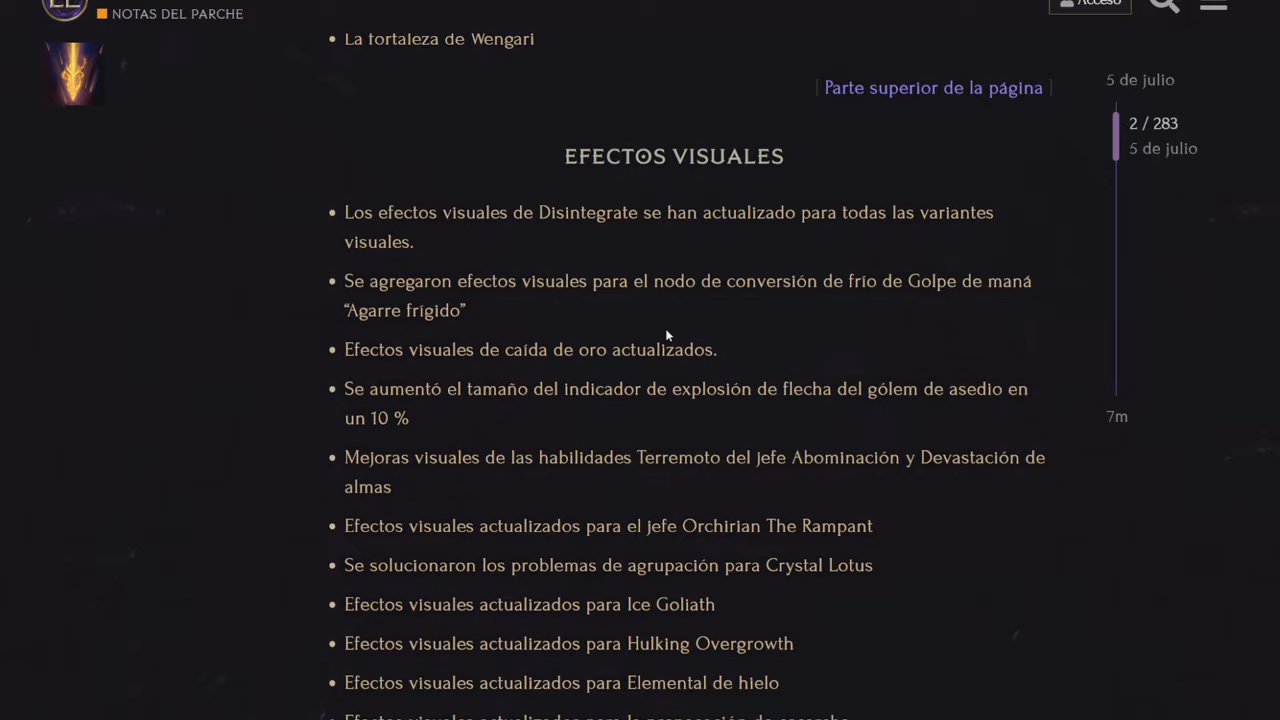 NOTAS DEL PARCHE
Acceso
La fortaleza de Wengari
Parte superior de la página
5 de julio
2 / 283
5 de julio
7m
EFECTOS VISUALES
Los efectos visuales de Disintegrate se han actualizado para todas las variantes
visuales.
Se agregaron efectos visuales para el nodo de conversión de frío de Golpe de maná
“Agarre frígido”
Efectos visuales de caída de oro actualizados.
Se aumentó el tamaño del indicador de explosión de flecha del gólem de asedio en
un 10 %
Mejoras visuales de las habilidades Terremoto del jefe Abominación y Devastación de
almas
Efectos visuales actualizados para el jefe Orchirian The Rampant
Se solucionaron los problemas de agrupación para Crystal Lotus
Efectos visuales actualizados para Ice Goliath
Efectos visuales actualizados para Hulking Overgrowth
Efectos visuales actualizados para Elemental de hielo